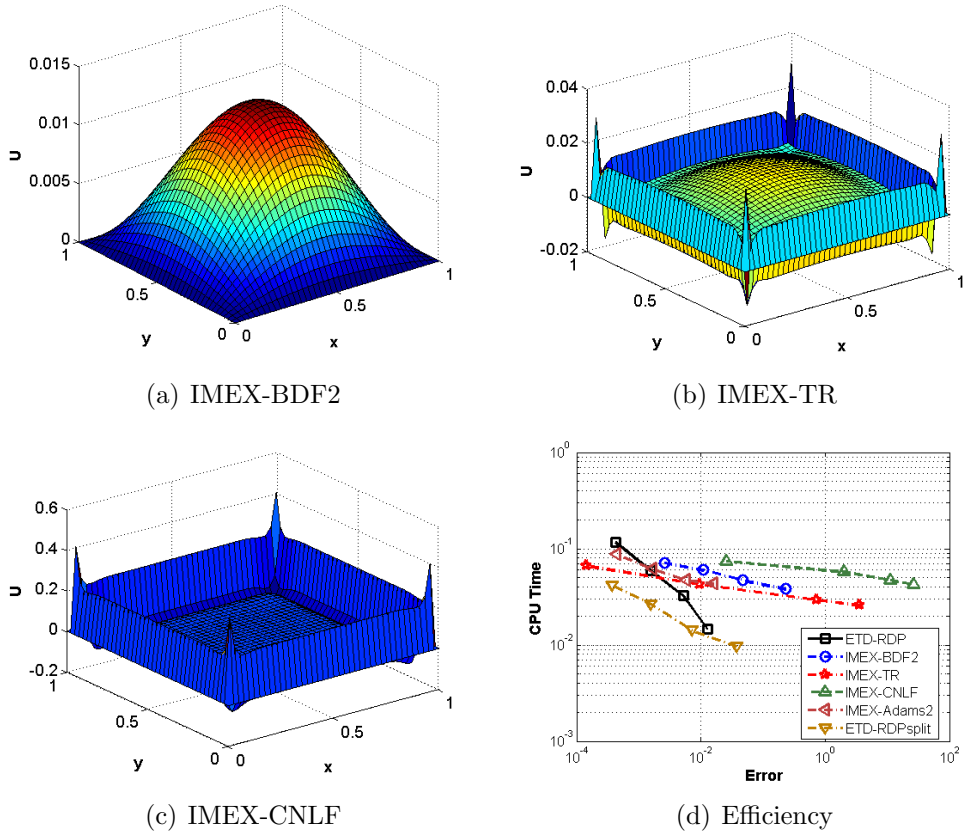 0.015
0.01
0.005
0
U
1
0.5
0
y
0
0.5
1
x
(a) IMEX-BDF2
0.04
0.02
0
-0.02
U
1
0.5
0
y
0
0.5
1
x
(b) IMEX-TR
0.6
0.4
0.2
0
-0.2
U
1
0.5
0
y
0
0.5
1
x
(c) IMEX-CNLF
10^0
10^-1
10^-2
10^-3
CPU Time
ETD-RDP
IMEX-BDF2
IMEX-TR
IMEX-CNLF
IMEX-Adams2
ETD-RDPsplit
10^-4
10^-2
10^0
10^2
Error
(d) Efficiency